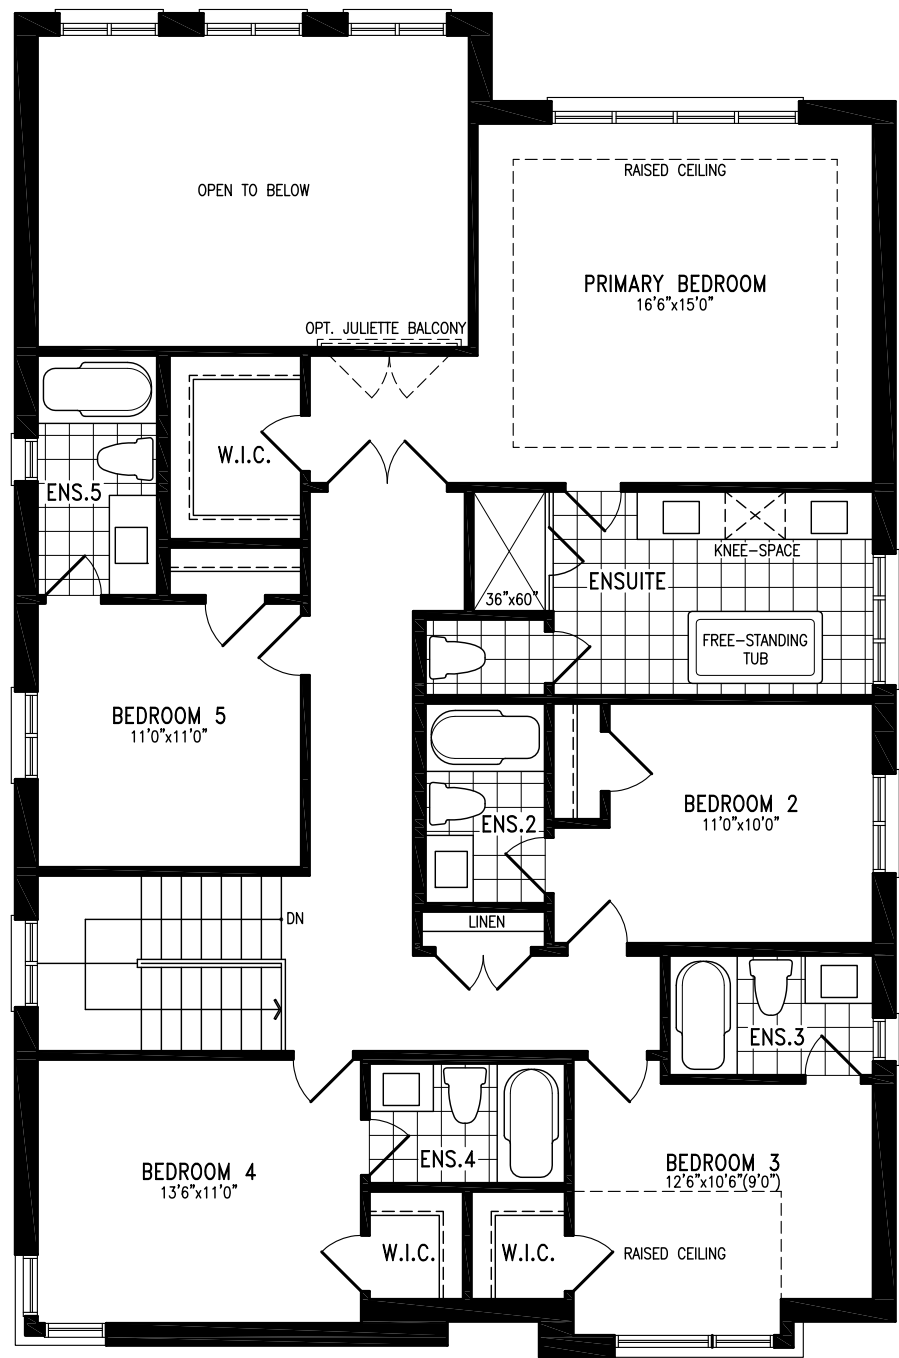 OPEN TO BELOW
RAISED CEILING
PRIMARY BEDROOM
16'6"x15'0"
OPT. JULIETTE BALCONY
W.I.C.
ENS.5
KNEE-SPACE
ENSUITE
36"x60"
FREE-STANDING
TUB
BEDROOM 5
11'0"x11'0"
BEDROOM 2
11'0"x10'0"
ENS.2
DN
LINEN
ENS.3
ENS.4
BEDROOM 4
13'6"x11'0"
BEDROOM 3
12'6"x10'6"(9'0")
W.I.C.
W.I.C.
RAISED CEILING